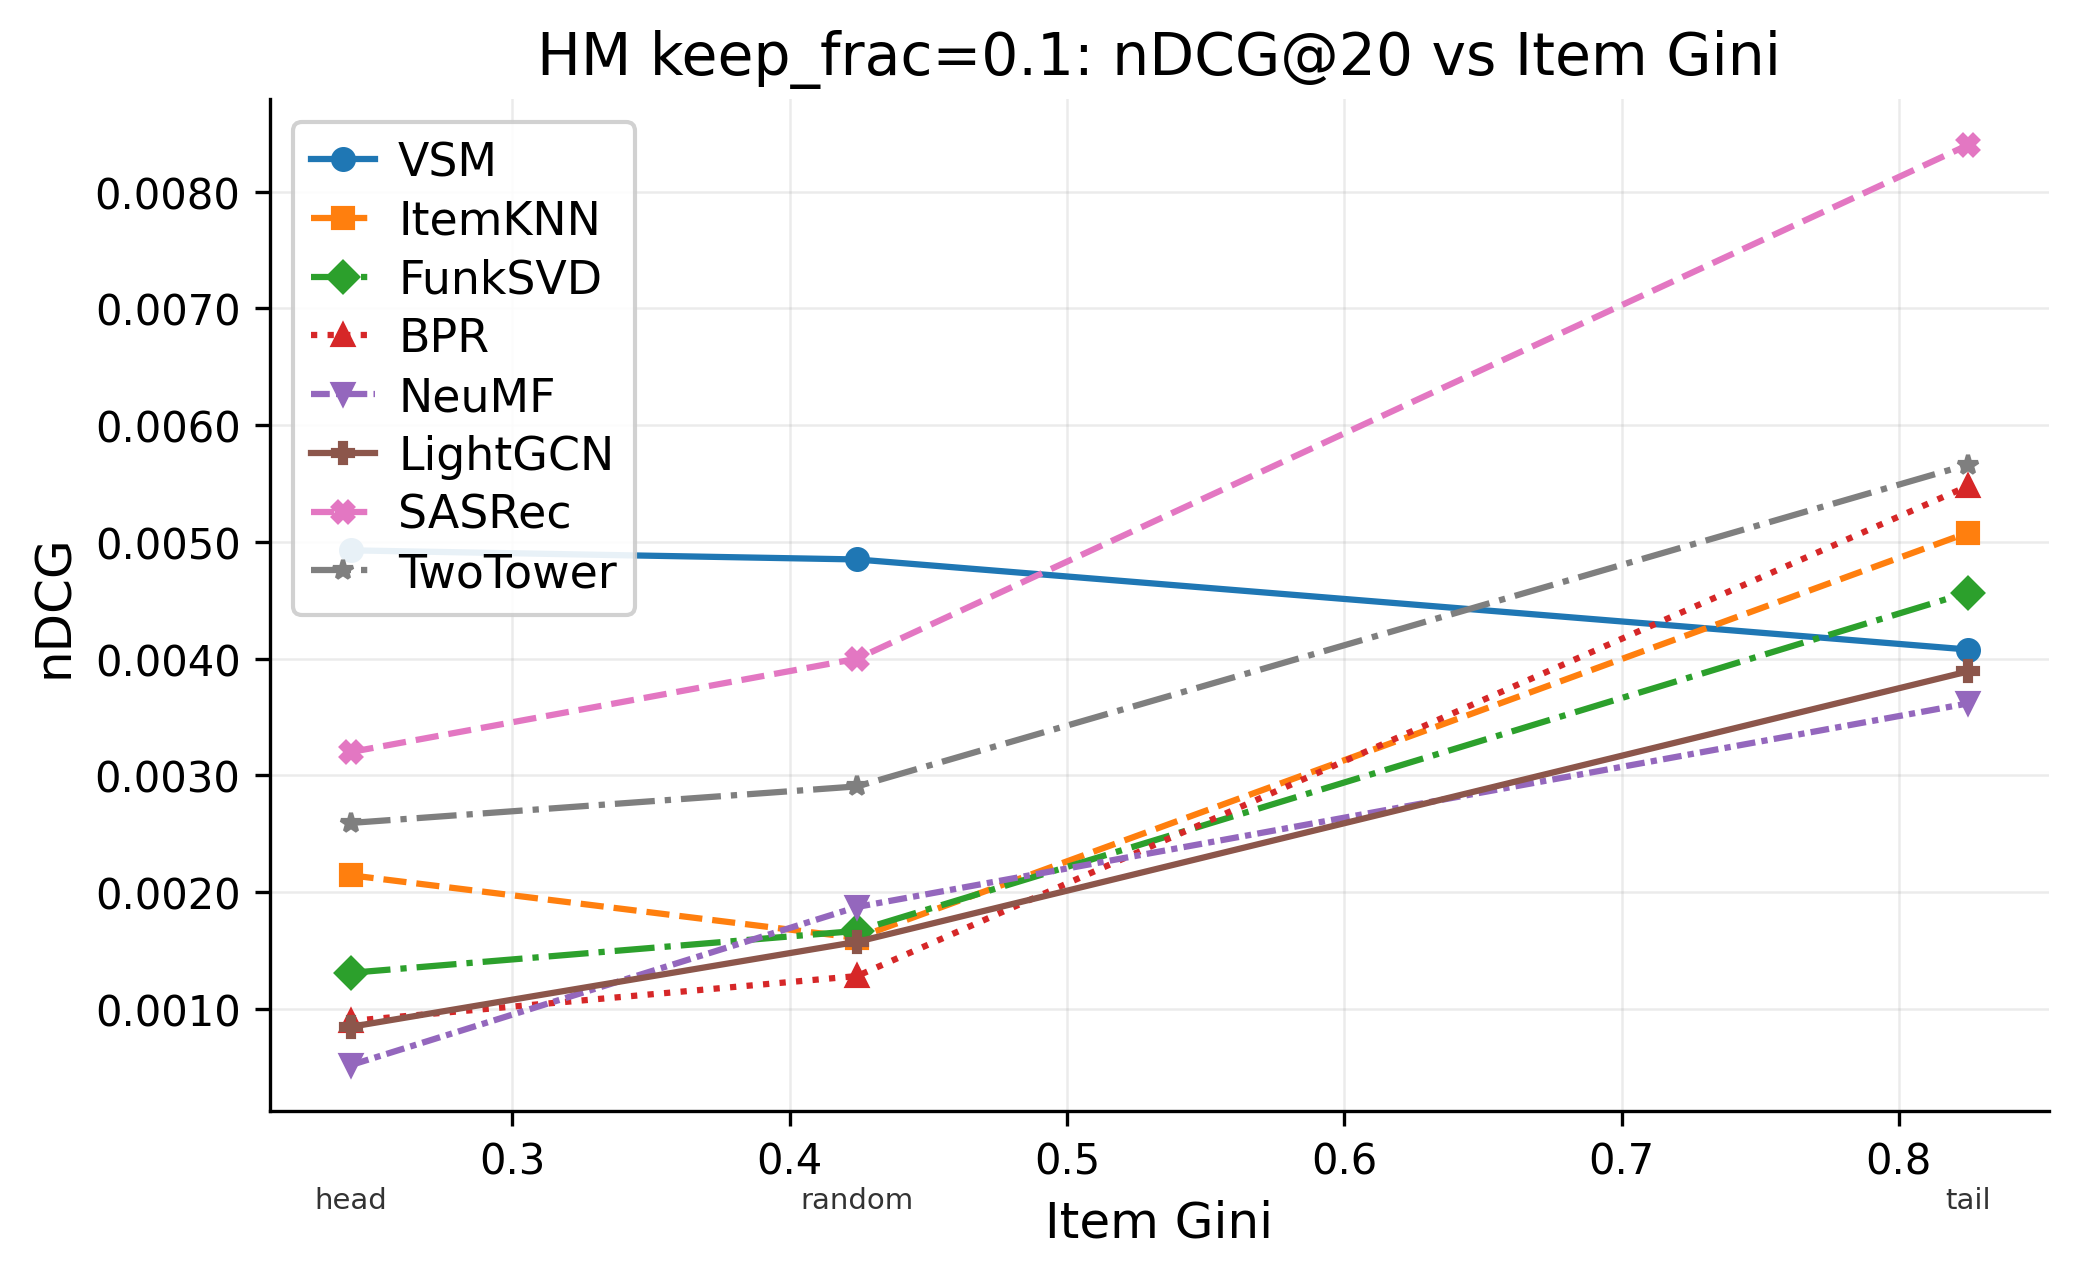 HM keep_frac=0.1: nDCG@20 vs Item Gini
VSM
ItemKNN
FunkSVD
BPR
NeuMF
LightGCN
SASRec
TwoTower
nDCG
0.0080
0.0070
0.0060
0.0050
0.0040
0.0030
0.0020
0.0010
0.3 0.4 0.5 0.6 0.7 0.8
head random tail
Item Gini